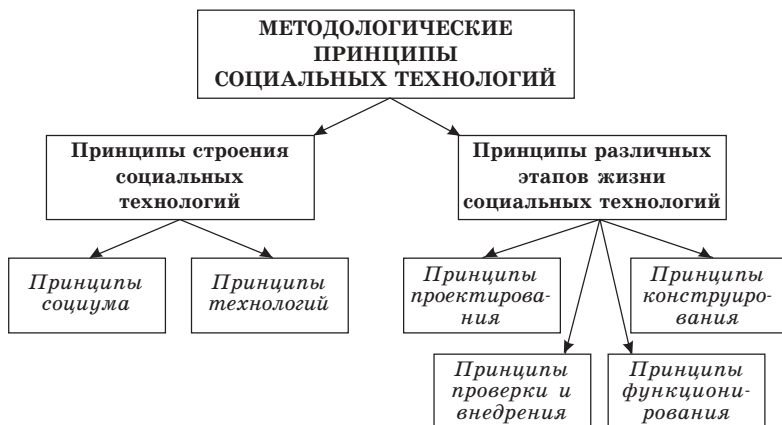 МЕТОДОЛОГИЧЕСКИЕ
ПРИНЦИПЫ
СОЦИАЛЬНЫХ ТЕХНОЛОГИЙ
Принципы строения
социальных
технологий
Принципы различных
этапов жизни
социальных технологий
Принципы
социума
Принципы
технологий
Принципы
проектирова-
ния
Принципы
конструиро-
вания
Принципы
проверки и
внедрения
Принципы
функциони-
рования